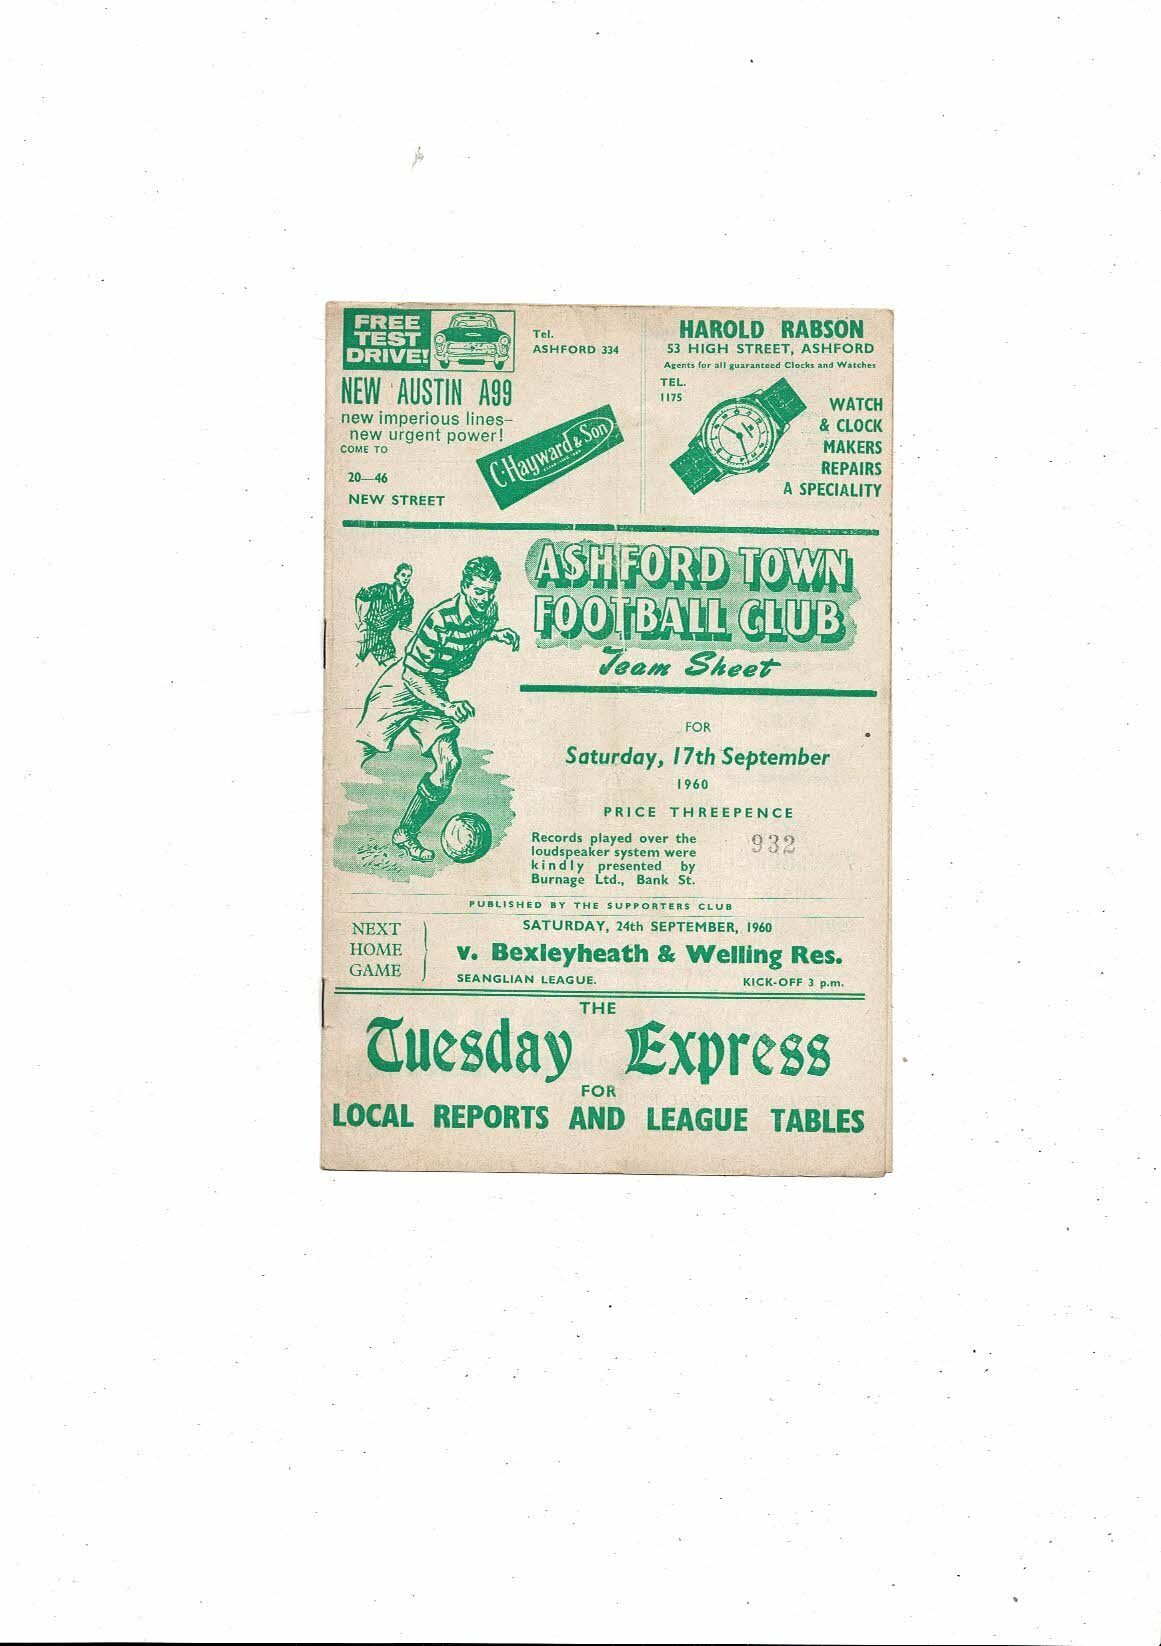 FREE
TEST
DRIVE!
NEW AUSTIN A99
new imperious lines—
new urgent power!
COME TO
20—46
NEW STREET
Tel.
ASHFORD 334
C. Hayward & Son
HAROLD RABSON
53 HIGH STREET, ASHFORD
Agents for all guaranteed Clocks and Watches
TEL.
1175
WATCH
& CLOCK
MAKERS
REPAIRS
A SPECIALITY
ASHFORD TOWN
FOOTBALL CLUB
Team Sheet
FOR
Saturday, 17th September
1960
PRICE THREEPENCE
Records played over the
loudspeaker system were
kindly presented by
Burnage Ltd., Bank St.
932
PUBLISHED BY THE SUPPORTERS CLUB
NEXT
HOME
GAME
SATURDAY, 24th SEPTEMBER, 1960
v. Bexleyheath & Welling Res.
SEANGLIAN LEAGUE. KICK-OFF 3 p.m.
THE
Tuesday Express
FOR
LOCAL REPORTS AND LEAGUE TABLES